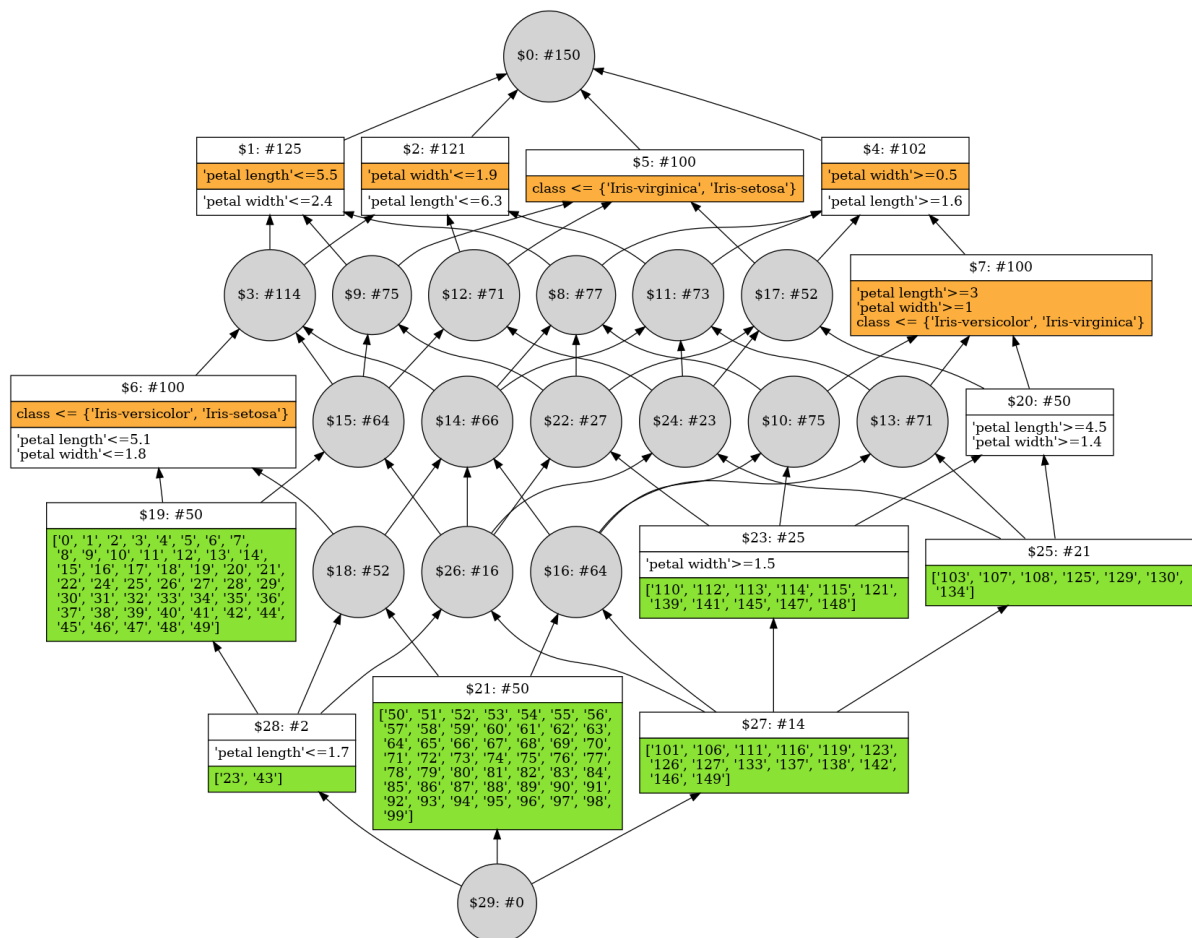 $0: #150
$1: #125
'petal length'<=5.5
'petal width'<=2.4
$2: #121
'petal width'<=1.9
'petal length'<=6.3
$5: #100
class <= {'Iris-virginica', 'Iris-setosa'}
$4: #102
'petal width'>=0.5
'petal length'>=1.6
$3: #114
$9: #75
$12: #71
$8: #77
$11: #73
$17: #52
$7: #100
'petal length'>=3
'petal width'>=1
class <= {'Iris-versicolor', 'Iris-virginica'}
$6: #100
class <= {'Iris-versicolor', 'Iris-setosa'}
'petal length'<=5.1
'petal width'<=1.8
$15: #64
$14: #66
$22: #27
$24: #23
$10: #75
$13: #71
$20: #50
'petal length'>=4.5
'petal width'>=1.4
$19: #50
['0', '1', '2', '3', '4', '5', '6', '7',
'8', '9', '10', '11', '12', '13', '14',
'15', '16', '17', '18', '19', '20', '21',
'22', '24', '25', '26', '27', '28', '29',
'30', '31', '32', '33', '34', '35', '36',
'37', '38', '39', '40', '41', '42', '44',
'45', '46', '47', '48', '49']
$18: #52
$26: #16
$16: #64
$23: #25
'petal width'>=1.5
['110', '112', '113', '114', '115', '121',
'139', '141', '145', '147', '148']
$25: #21
['103', '107', '108', '125', '129', '130',
'134']
$28: #2
'petal length'<=1.7
['23', '43']
$21: #50
['50', '51', '52', '53', '54', '55', '56',
'57', '58', '59', '60', '61', '62', '63',
'64', '65', '66', '67', '68', '69', '70',
'71', '72', '73', '74', '75', '76', '77',
'78', '79', '80', '81', '82', '83', '84',
'85', '86', '87', '88', '89', '90', '91',
'92', '93', '94', '95', '96', '97', '98',
'99']
$27: #14
['101', '106', '111', '116', '119', '123',
'126', '127', '133', '137', '138', '142',
'146', '149']
$29: #0